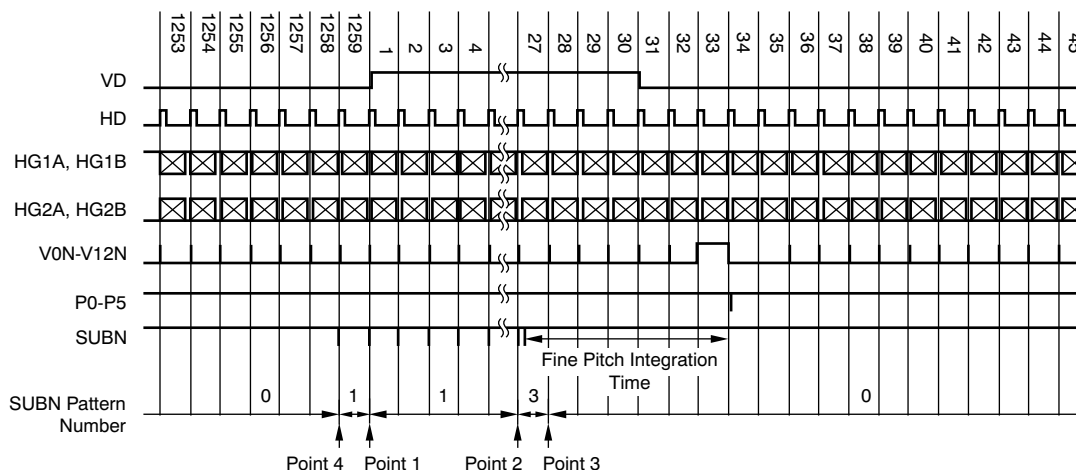 1253 1254 1255 1256 1257 1258 1259 1 2 3 4 27 28 29 30 31 32 33 34 35 36 37 38 39 40 41 42 43 44 45
VD
HD
HG1A, HG1B
HG2A, HG2B
V0N-V12N
P0-P5
SUBN
Fine Pitch Integration
Time
SUBN Pattern
Number
0 1 1 3 0
Point 4 Point 1 Point 2 Point 3